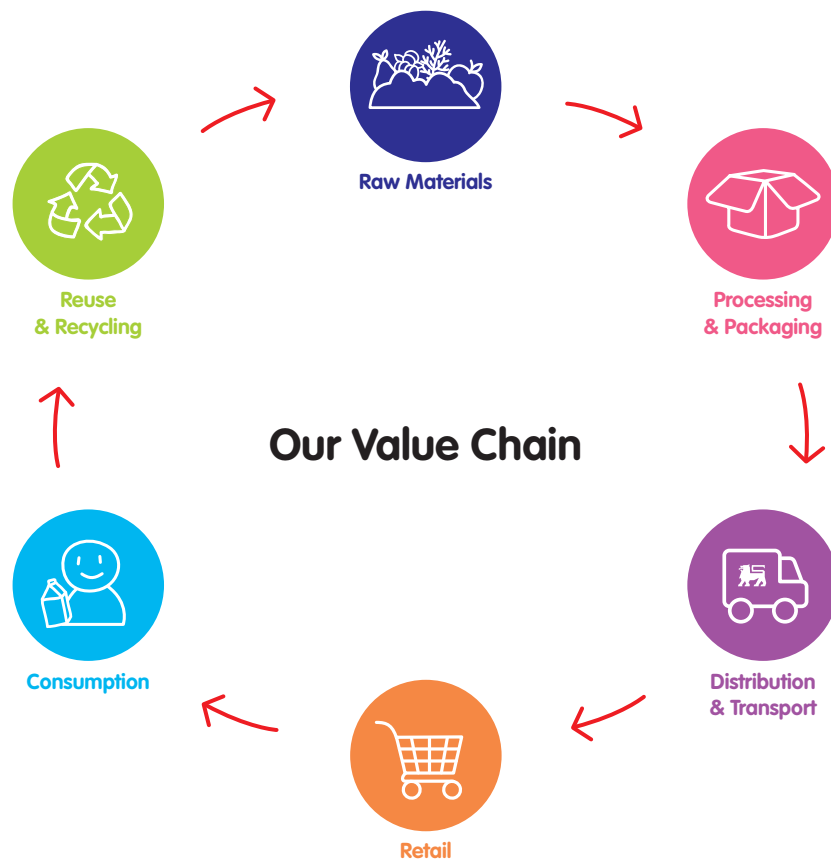 Raw Materials
Reuse
& Recycling
Processing
& Packaging
Our Value Chain
Consumption
Distribution
& Transport
Retail